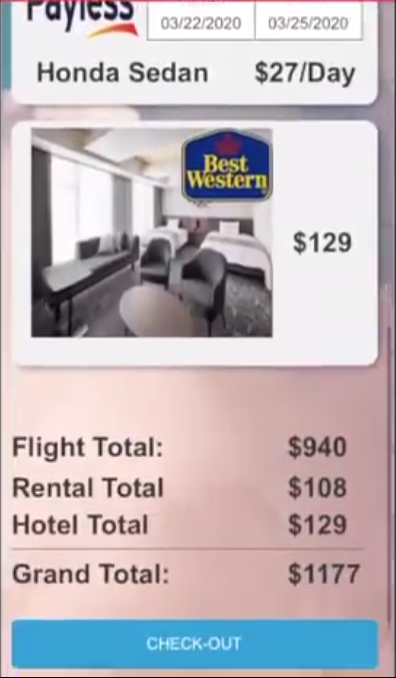 Payless
03/22/2020 03/25/2020
Honda Sedan $27/Day
Best
Western
$129
Flight Total: $940
Rental Total $108
Hotel Total $129
Grand Total: $1177
CHECK-OUT